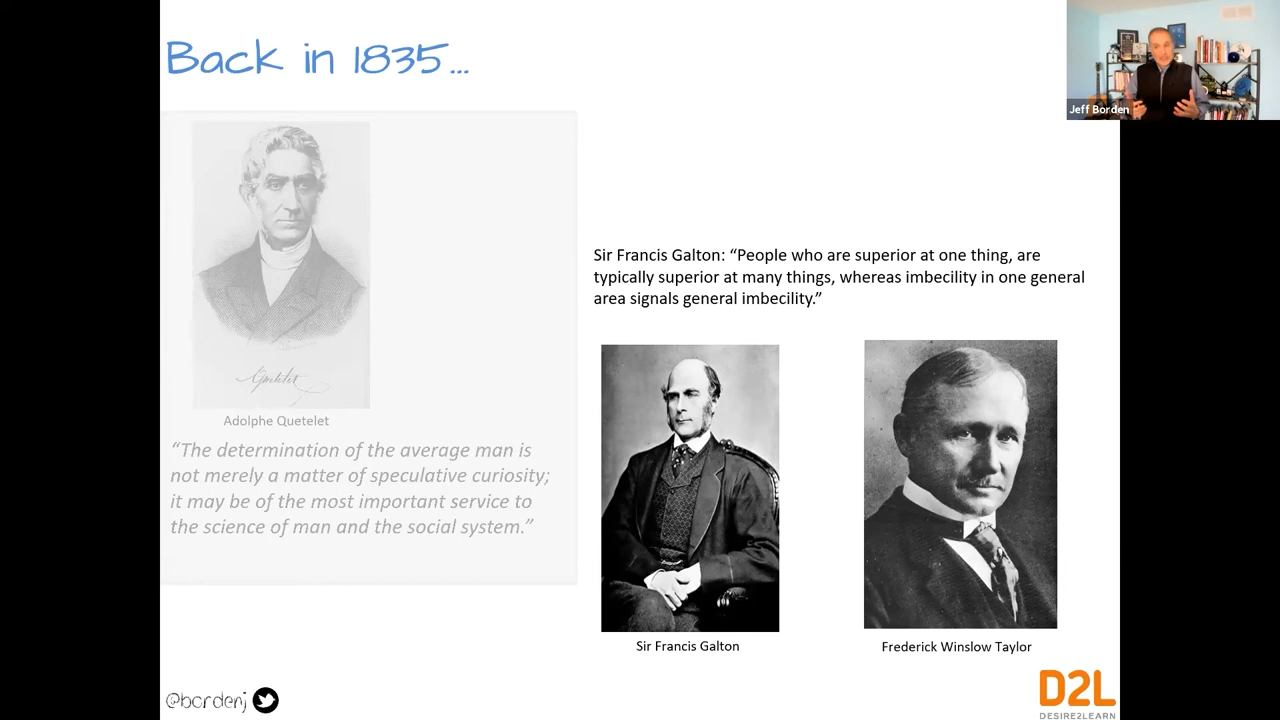 Back in 1835...
Jeff Borden
Adolphe Quetelet
“The determination of the average man is
not merely a matter of speculative curiosity;
it may be of the most important service to
the science of man and the social system.”
Sir Francis Galton: “People who are superior at one thing, are
typically superior at many things, whereas imbecility in one general
area signals general imbecility.”
Sir Francis Galton
Frederick Winslow Taylor
@bordenj
D2L
DESIRE2LEARN